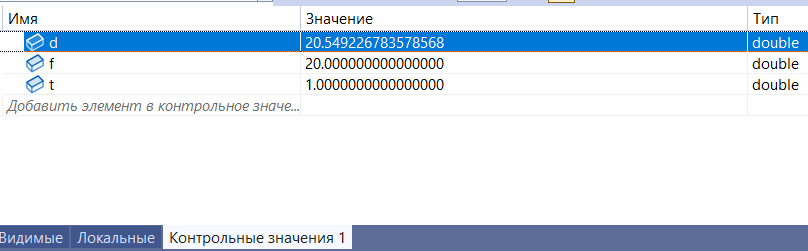 Имя Значение Тип
d 20.549226783578568 double
f 20.000000000000000 double
t 1.000000000000000 double
Добавить элемент в контрольное значе...
Видимые Локальные Контрольные значения 1